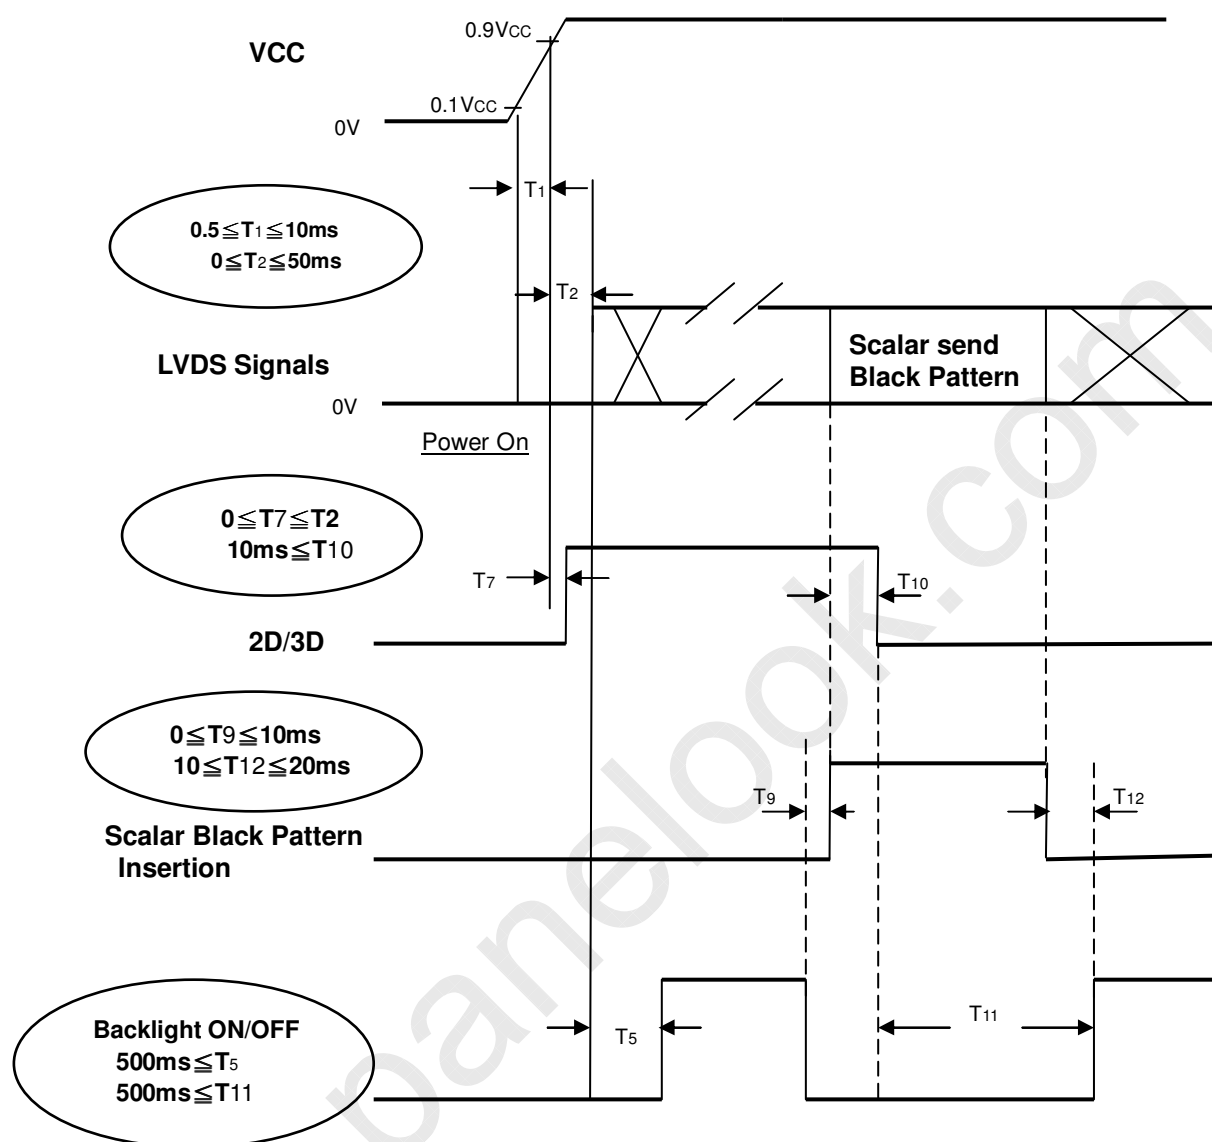 0.9VCC
VCC
0.1VCC
0V
T1
0.5≦T1≦10ms
0≦T2≦50ms
T2
LVDS Signals
Scalar send
Black Pattern
0V
Power On
0≦T7≦T2
10ms≦T10
T7
T10
2D/3D
0≦T9≦10ms
10≦T12≦20ms
T9
T12
Scalar Black Pattern
Insertion
Backlight ON/OFF
500ms≦T5
500ms≦T11
T5
T11
panelook.com